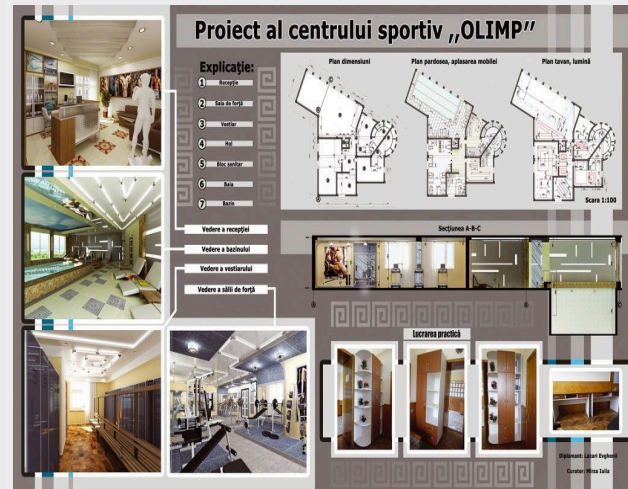 Proiect al centrului sportiv „OLIMP”
Explicație:
1 Recepție
2 Sala de forță
3 Vestiar
4 Hol
5 Bloc sanitar
6 Baia
7 Bazin
Vedere a recepției
Vedere a bazinului
Vedere a vestiarului
Vedere a sălii de forță
Plan dimensiuni
Plan pardosea, aplasarea mobilei
Plan tavan, lumină
Scara 1:100
Secțiunea A-B-C
Lucrarea practică
Diplomant: Lazari Evghenii
Curator: Mirza Iulia